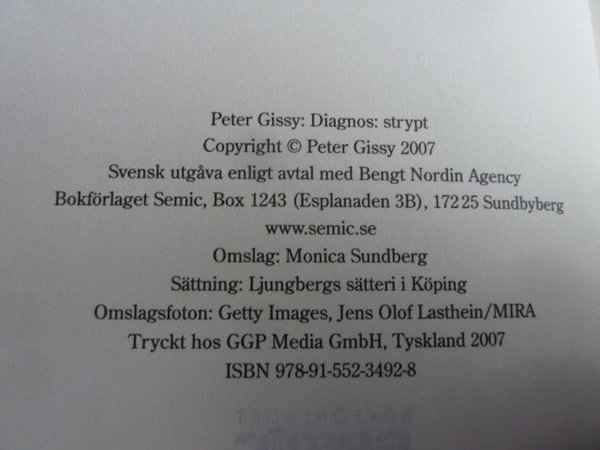 Peter Gissy: Diagnos: strypt
Copyright © Peter Gissy 2007
Svensk utgåva enligt avtal med Bengt Nordin Agency
Bokförlaget Semic, Box 1243 (Esplanaden 3B), 172 25 Sundbyberg
www.semic.se
Omslag: Monica Sundberg
Sättning: Ljungbergs sätteri i Köping
Omslagsfoton: Getty Images, Jens Olof Lasthein/MIRA
Tryckt hos GGP Media GmbH, Tyskland 2007
ISBN 978-91-552-3492-8